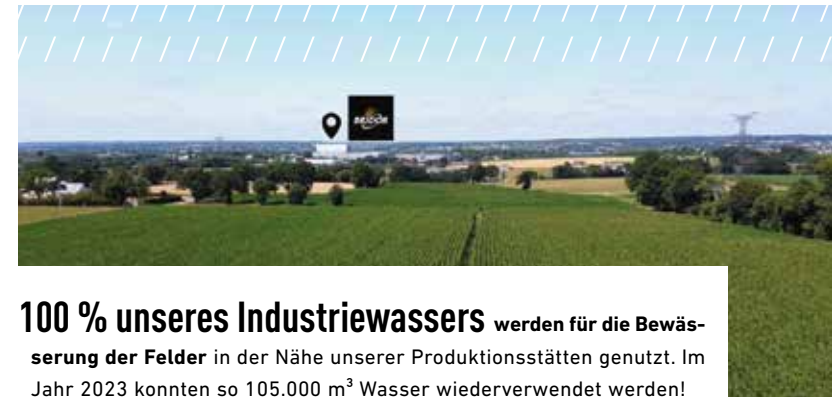 BRIDOR
100 % unseres Industriewassers werden für die Bewäs-
serung der Felder in der Nähe unserer Produktionsstätten genutzt. Im
Jahr 2023 konnten so 105.000 m³ Wasser wiederverwendet werden!